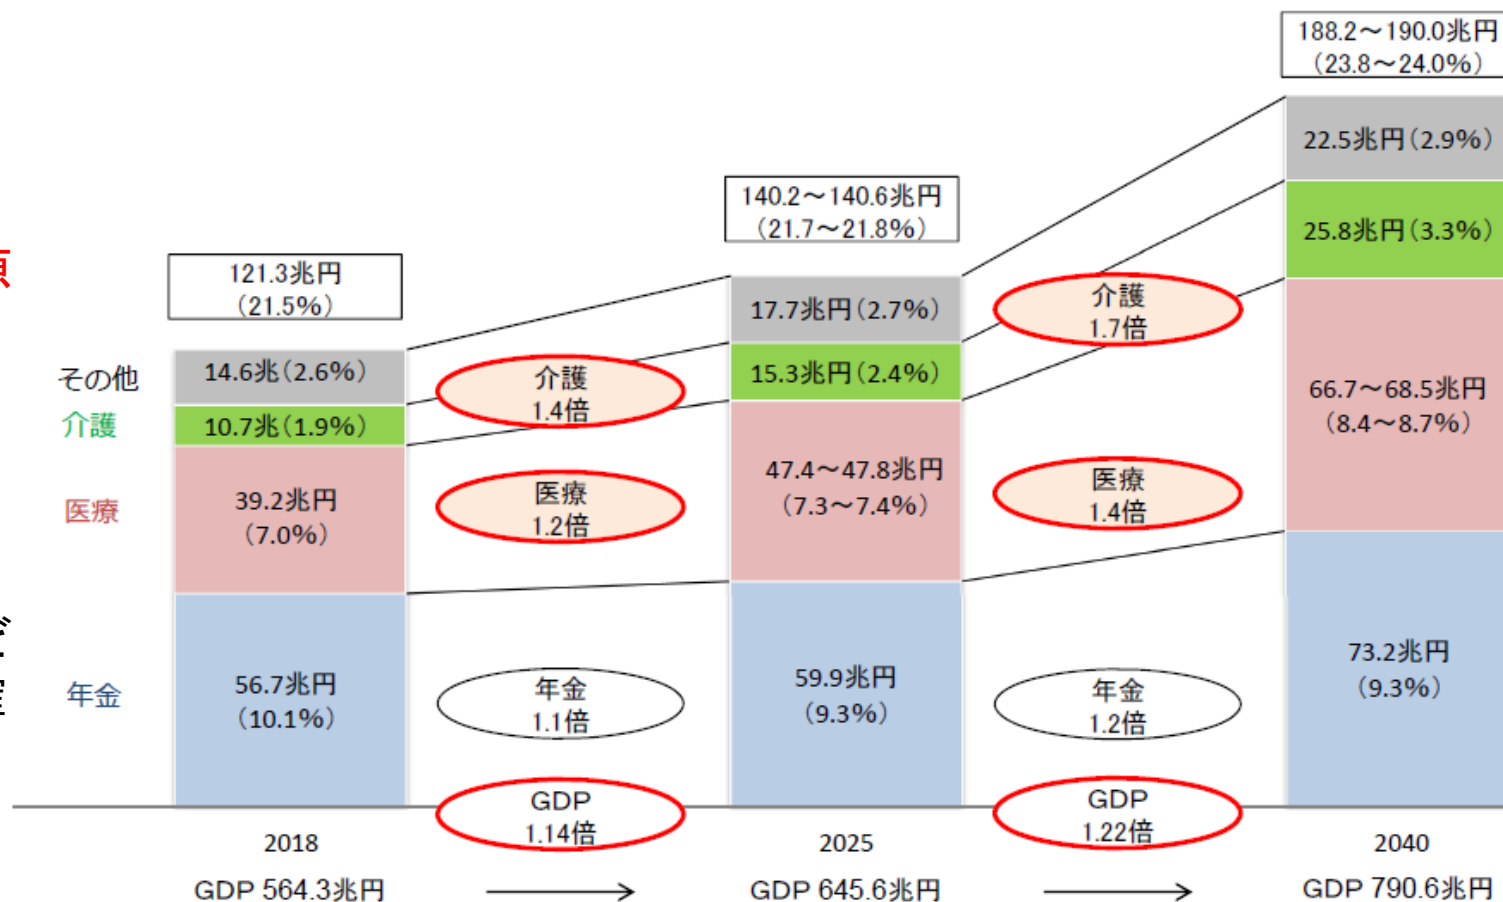 188.2～190.0兆円
（23.8～24.0％）
22.5兆円（2.9％）
25.8兆円（3.3％）
66.7～68.5兆円
（8.4～8.7％）
73.2兆円
（9.3％）
140.2～140.6兆円
（21.7～21.8％）
17.7兆円（2.7％）
15.3兆円（2.4％）
47.4～47.8兆円
（7.3～7.4％）
59.9兆円
（9.3％）
121.3兆円
（21.5％）
14.6兆（2.6％）
10.7兆（1.9％）
39.2兆円
（7.0％）
56.7兆円
（10.1％）
その他
介護
医療
年金
介護
1.4倍
医療
1.2倍
年金
1.1倍
GDP
1.14倍
介護
1.7倍
医療
1.4倍
年金
1.2倍
GDP
1.22倍
2018
2025
2040
GDP 564.3兆円
GDP 645.6兆円
GDP 790.6兆円